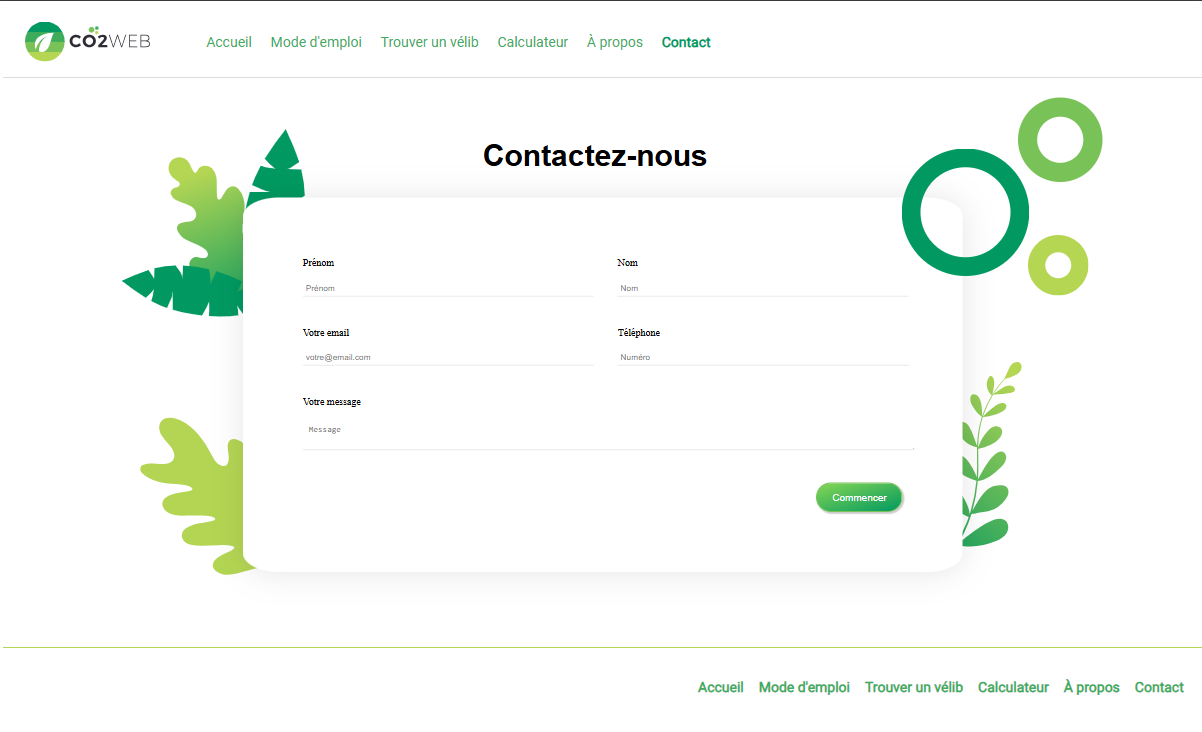 CO2WEB
Accueil Mode d'emploi Trouver un vélib Calculateur À propos Contact
Contactez-nous
Prénom Nom
Prénom Nom
Votre email Téléphone
votre@email.com Numéro
Votre message
Message
Commencer
Accueil Mode d'emploi Trouver un vélib Calculateur À propos Contact